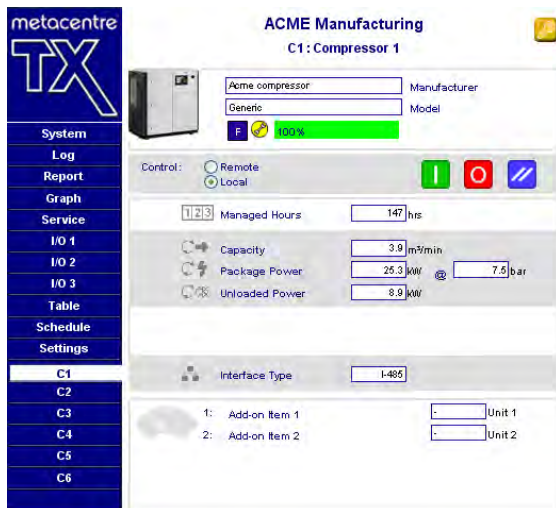 metacentre
TX
ACME Manufacturing
C1: Compressor 1
Acme compressor Manufacturer
Generic Model
F 100%
System
Log
Report
Graph
Service
I/O 1
I/O 2
I/O 3
Table
Schedule
Settings
C1
C2
C3
C4
C5
C6
Control: Remote
Local
I O
123 Managed Hours 147 hrs
Capacity 3.9 m³/min
Package Power 25.3 kW @ 7.5 bar
Unloaded Power 8.9 kW
Interface Type I-485
1: Add-on Item 1 - Unit 1
2: Add-on Item 2 - Unit 2